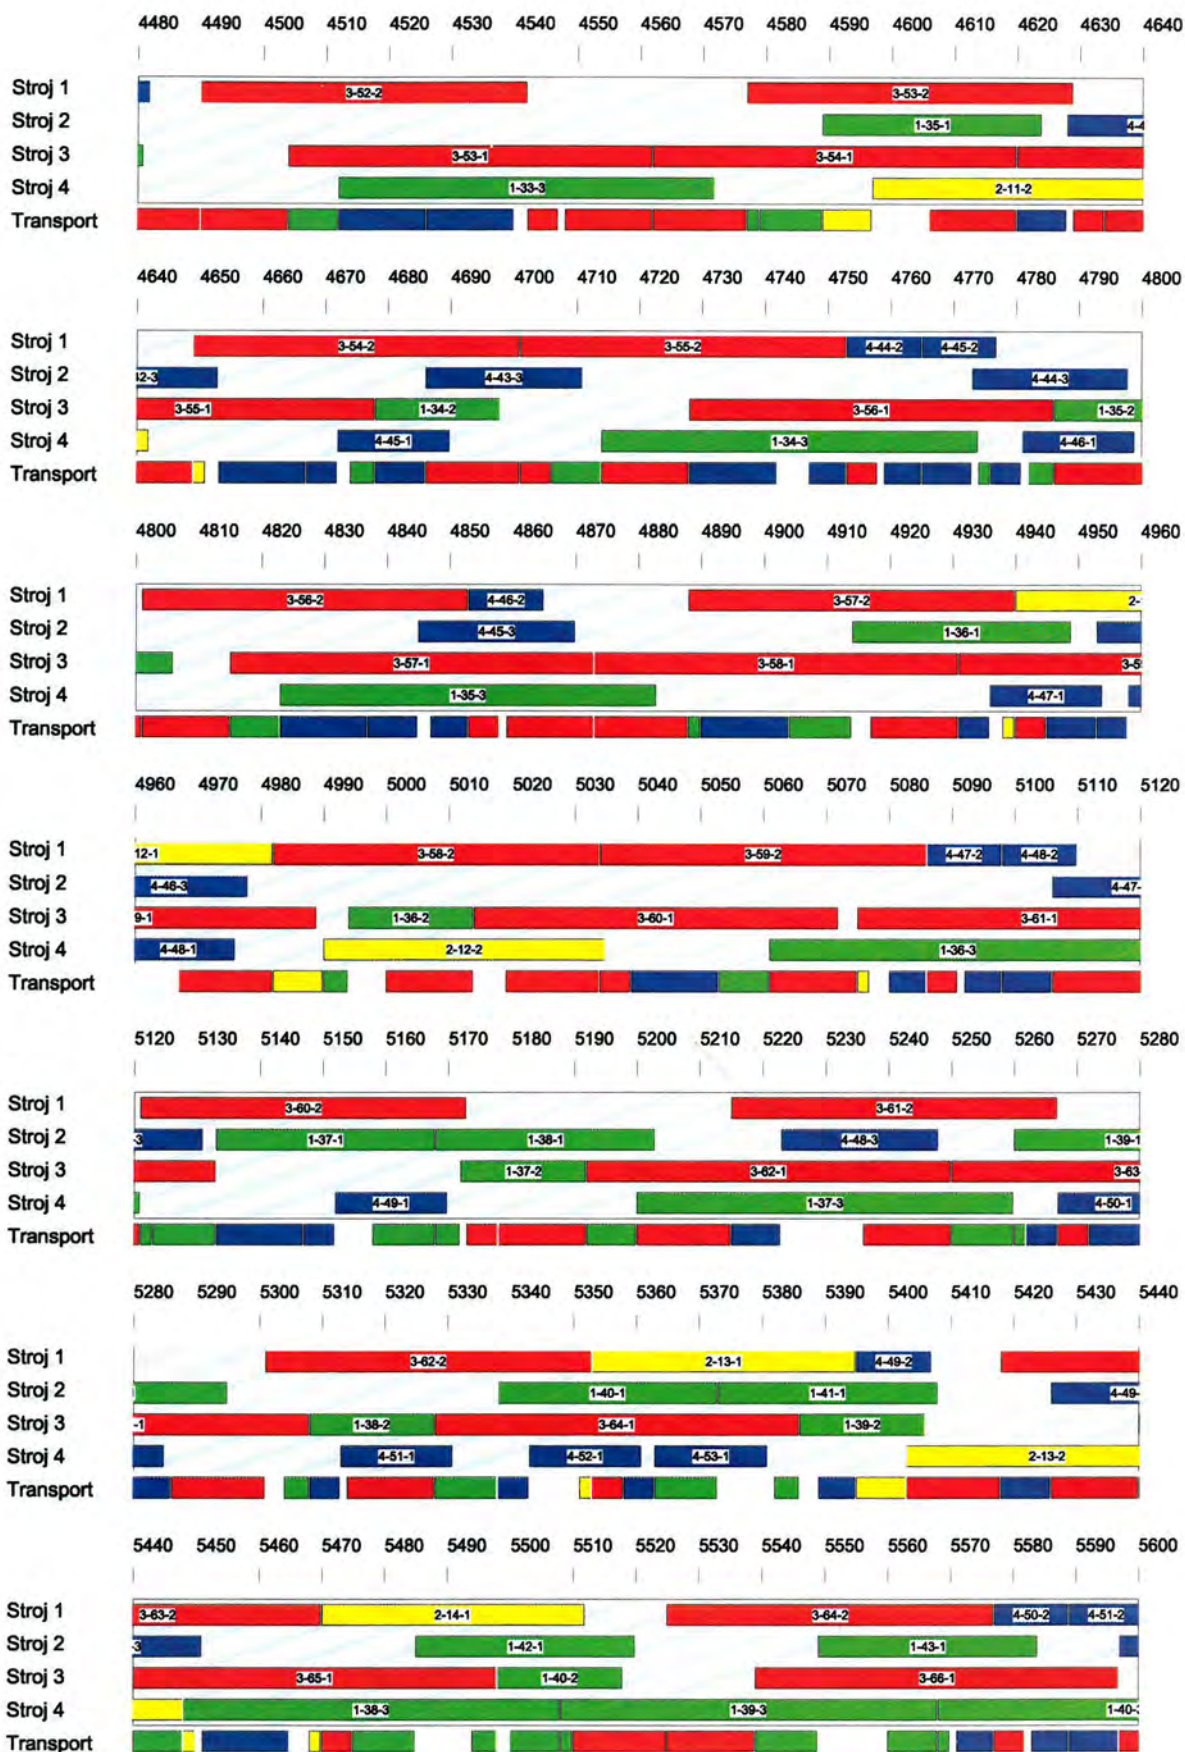 4480 4490 4500 4510 4520 4530 4540 4550 4560 4570 4580 4590 4600 4610 4620 4630 4640
Stroj 1 3-52-2 3-53-2
Stroj 2 1-35-1 4-4
Stroj 3 3-53-1 3-54-1
Stroj 4 1-33-3 2-11-2
Transport
4640 4650 4660 4670 4680 4690 4700 4710 4720 4730 4740 4750 4760 4770 4780 4790 4800
Stroj 1 3-54-2 3-55-2 4-44-2 4-45-2
Stroj 2 42-3 4-43-3 4-44-3
Stroj 3 3-55-1 1-34-2 3-56-1 1-35-2
Stroj 4 4-45-1 1-34-3 4-46-1
Transport
4800 4810 4820 4830 4840 4850 4860 4870 4880 4890 4900 4910 4920 4930 4940 4950 4960
Stroj 1 3-56-2 4-46-2 3-57-2 2-
Stroj 2 4-45-3 1-36-1
Stroj 3 3-57-1 3-58-1 3-5
Stroj 4 1-35-3 4-47-1
Transport
4960 4970 4980 4990 5000 5010 5020 5030 5040 5050 5060 5070 5080 5090 5100 5110 5120
Stroj 1 12-1 3-58-2 3-59-2 4-47-2 4-48-2
Stroj 2 4-46-3 4-47-
Stroj 3 9-1 1-36-2 3-60-1 3-61-1
Stroj 4 4-48-1 2-12-2 1-36-3
Transport
5120 5130 5140 5150 5160 5170 5180 5190 5200 5210 5220 5230 5240 5250 5260 5270 5280
Stroj 1 3-60-2 3-61-2
Stroj 2 -3 1-37-1 1-38-1 4-48-3 1-39-1
Stroj 3 1-37-2 3-62-1 3-63
Stroj 4 4-49-1 1-37-3 4-50-1
Transport
5280 5290 5300 5310 5320 5330 5340 5350 5360 5370 5380 5390 5400 5410 5420 5430 5440
Stroj 1 3-62-2 2-13-1 4-49-2
Stroj 2 1-40-1 1-41-1 4-49-
Stroj 3 -1 1-38-2 3-64-1 1-39-2
Stroj 4 4-51-1 4-52-1 4-53-1 2-13-2
Transport
5440 5450 5460 5470 5480 5490 5500 5510 5520 5530 5540 5550 5560 5570 5580 5590 5600
Stroj 1 3-63-2 2-14-1 3-64-2 4-50-2 4-51-2
Stroj 2 -3 1-42-1 1-43-1
Stroj 3 3-65-1 1-40-2 3-66-1
Stroj 4 1-38-3 1-39-3 1-40-
Transport